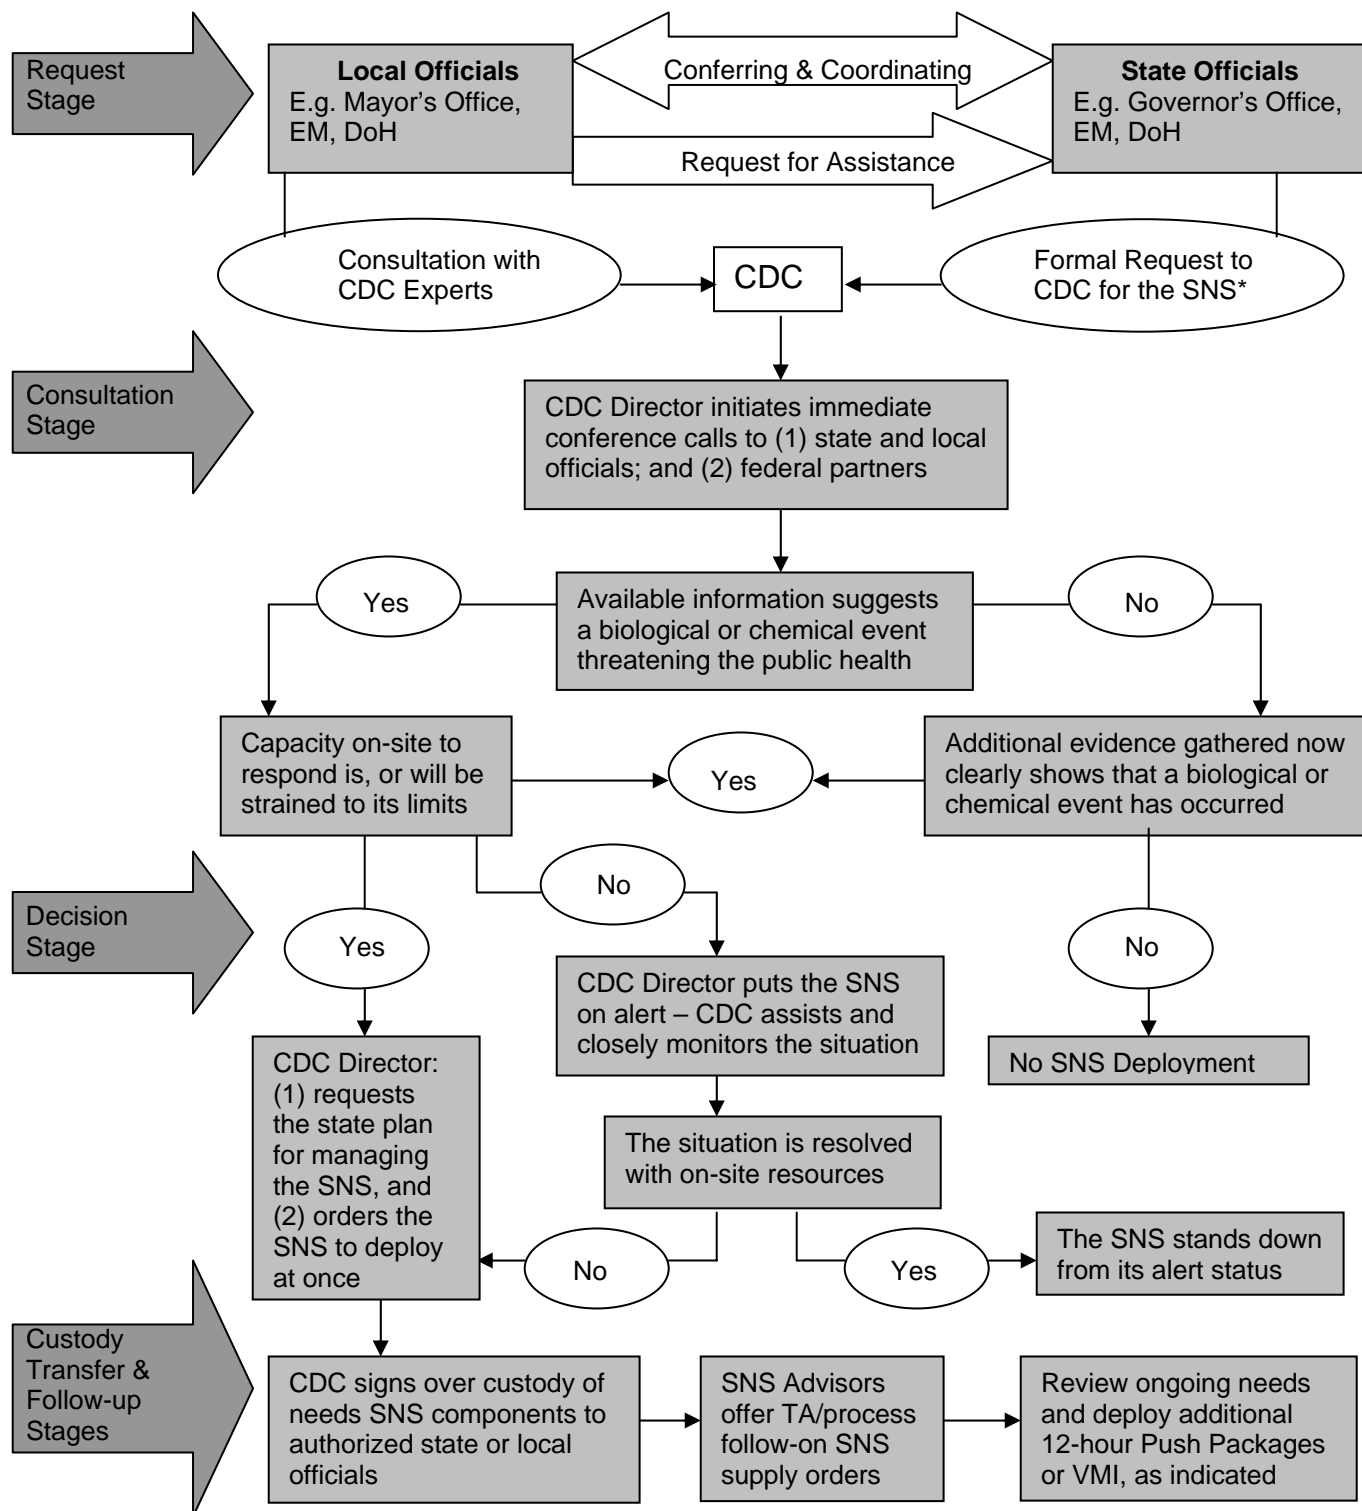 Request
Stage
Local Officials
E.g. Mayor's Office,
EM, DoH
Conferring & Coordinating
Request for Assistance
State Officials
E.g. Governor's Office,
EM, DoH
Consultation with
CDC Experts
CDC
Formal Request to
CDC for the SNS*
Consultation
Stage
CDC Director initiates immediate
conference calls to (1) state and local
officials; and (2) federal partners
Yes
Available information suggests
a biological or chemical event
threatening the public health
No
Capacity on-site to
respond is, or will be
strained to its limits
Yes
Additional evidence gathered now
clearly shows that a biological or
chemical event has occurred
Decision
Stage
Yes
No
No
CDC Director puts the SNS
on alert – CDC assists and
closely monitors the situation
No SNS Deployment
CDC Director:
(1) requests
the state plan
for managing
the SNS, and
(2) orders the
SNS to deploy
at once
The situation is resolved
with on-site resources
No
Yes
The SNS stands down
from its alert status
Custody
Transfer &
Follow-up
Stages
CDC signs over custody of
needs SNS components to
authorized state or local
officials
SNS Advisors
offer TA/process
follow-on SNS
supply orders
Review ongoing needs
and deploy additional
12-hour Push Packages
or VMI, as indicated